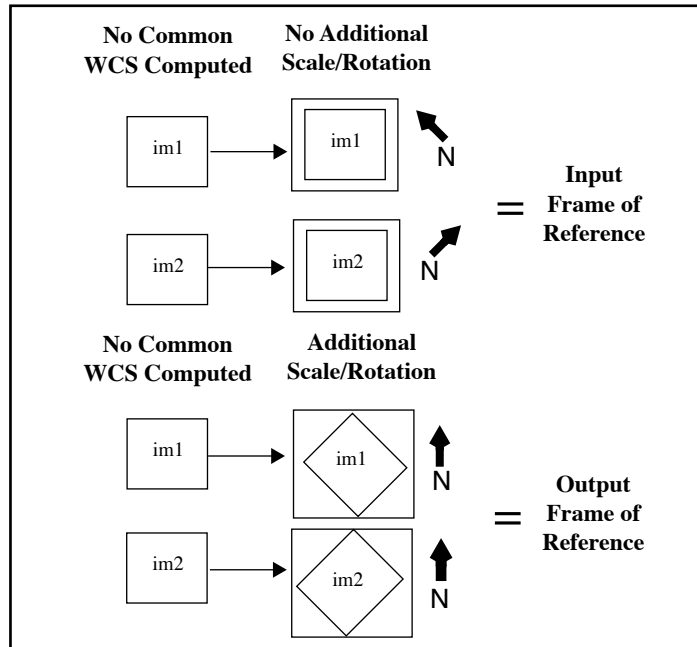 No Common
WCS Computed
No Additional
Scale/Rotation
im1
im1
N
im2
im2
N
=
Input
Frame of
Reference
No Common
WCS Computed
Additional
Scale/Rotation
im1
im1
N
im2
im2
N
=
Output
Frame of
Reference